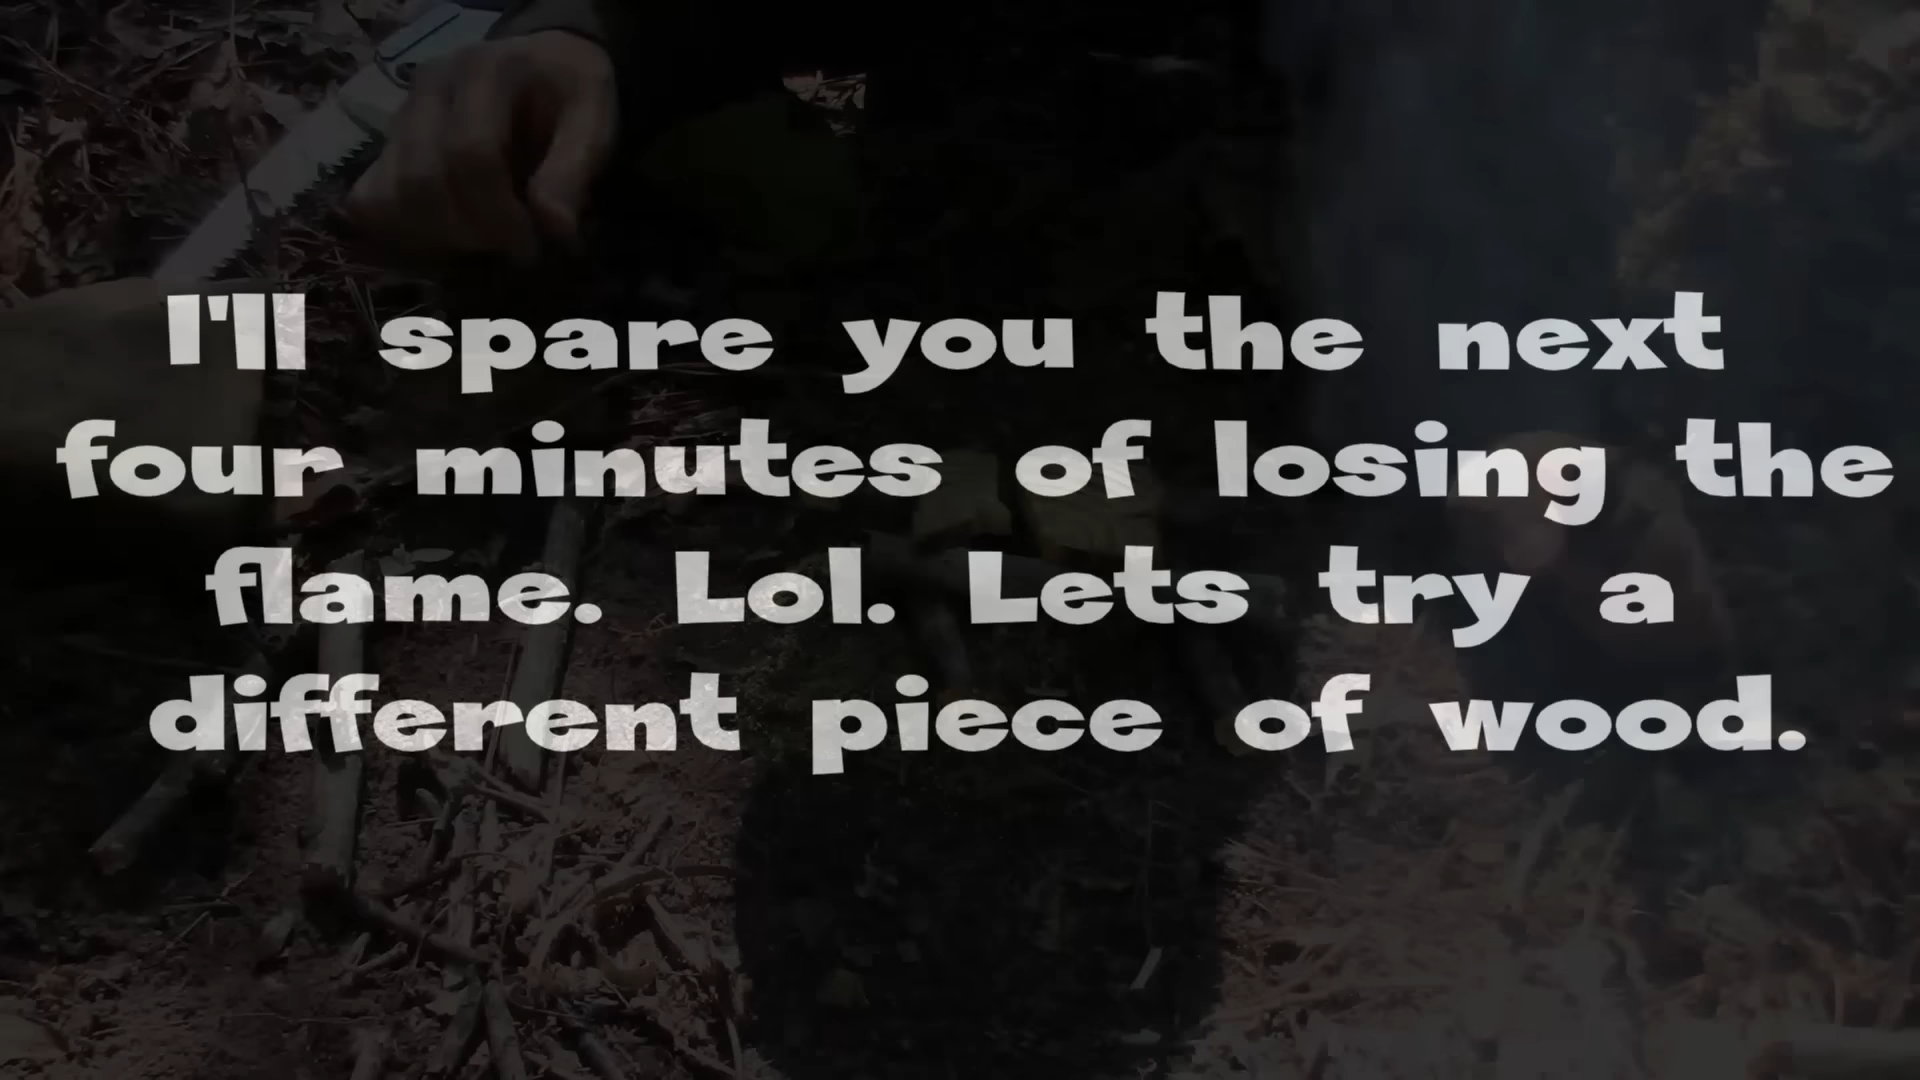 I'll spare you the next
four minutes of losing the
flame. Lol. Lets try a
different piece of wood.